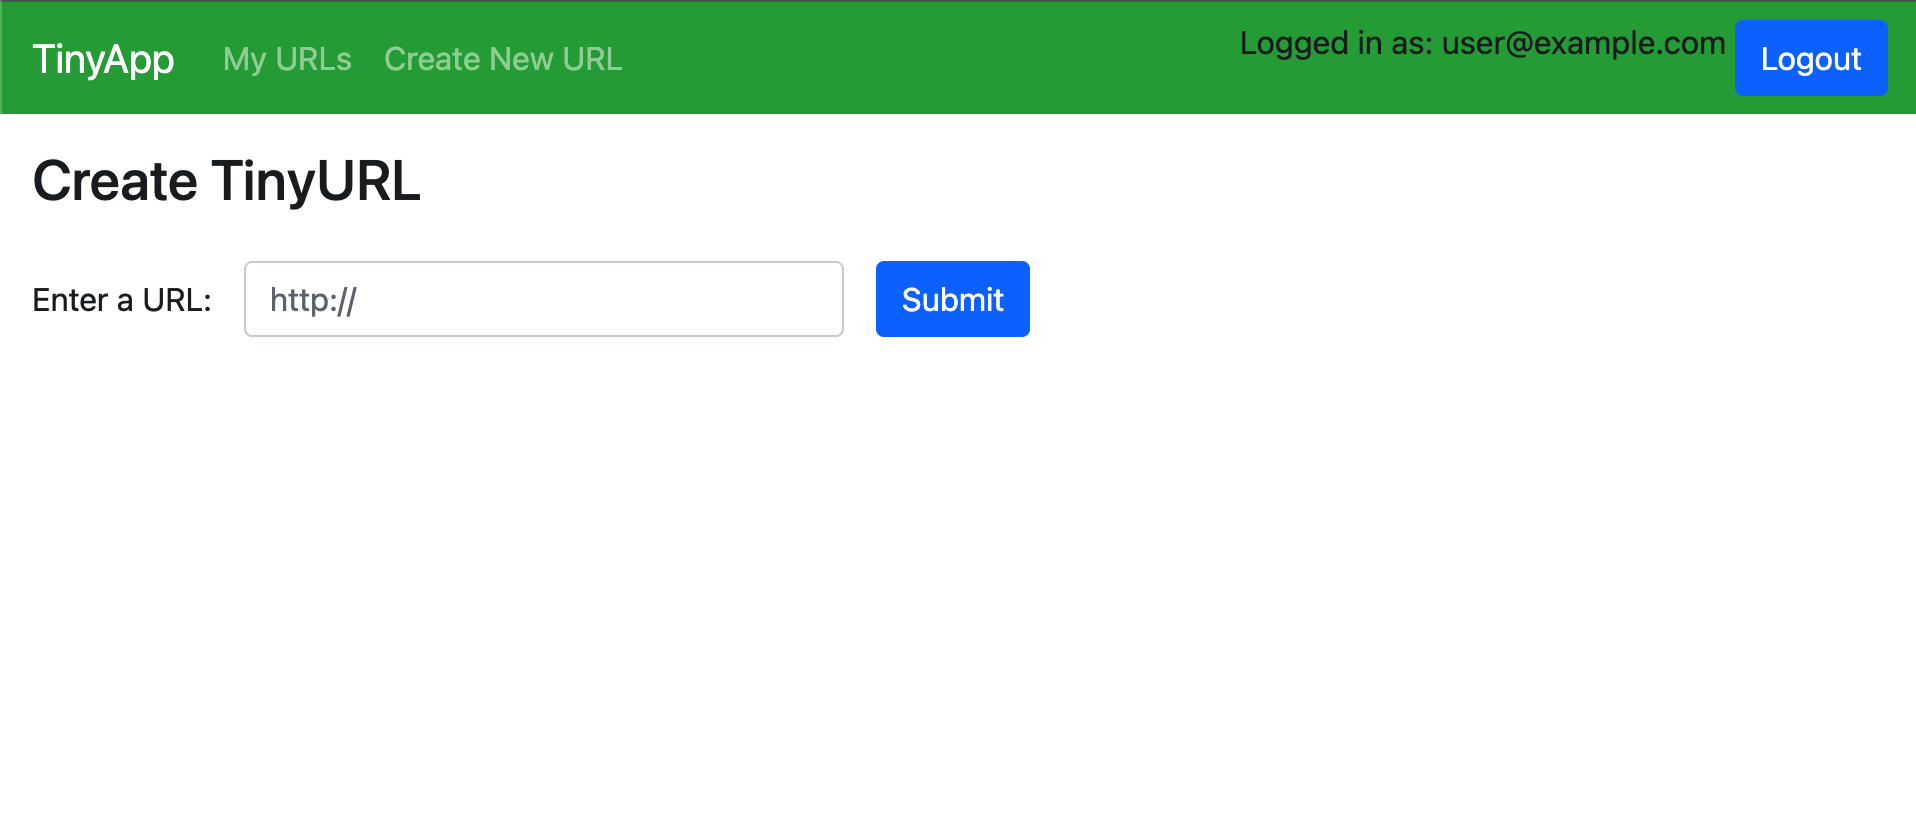 TinyApp My URLs Create New URL Logged in as: user@example.com Logout
Create TinyURL
Enter a URL: http:// Submit